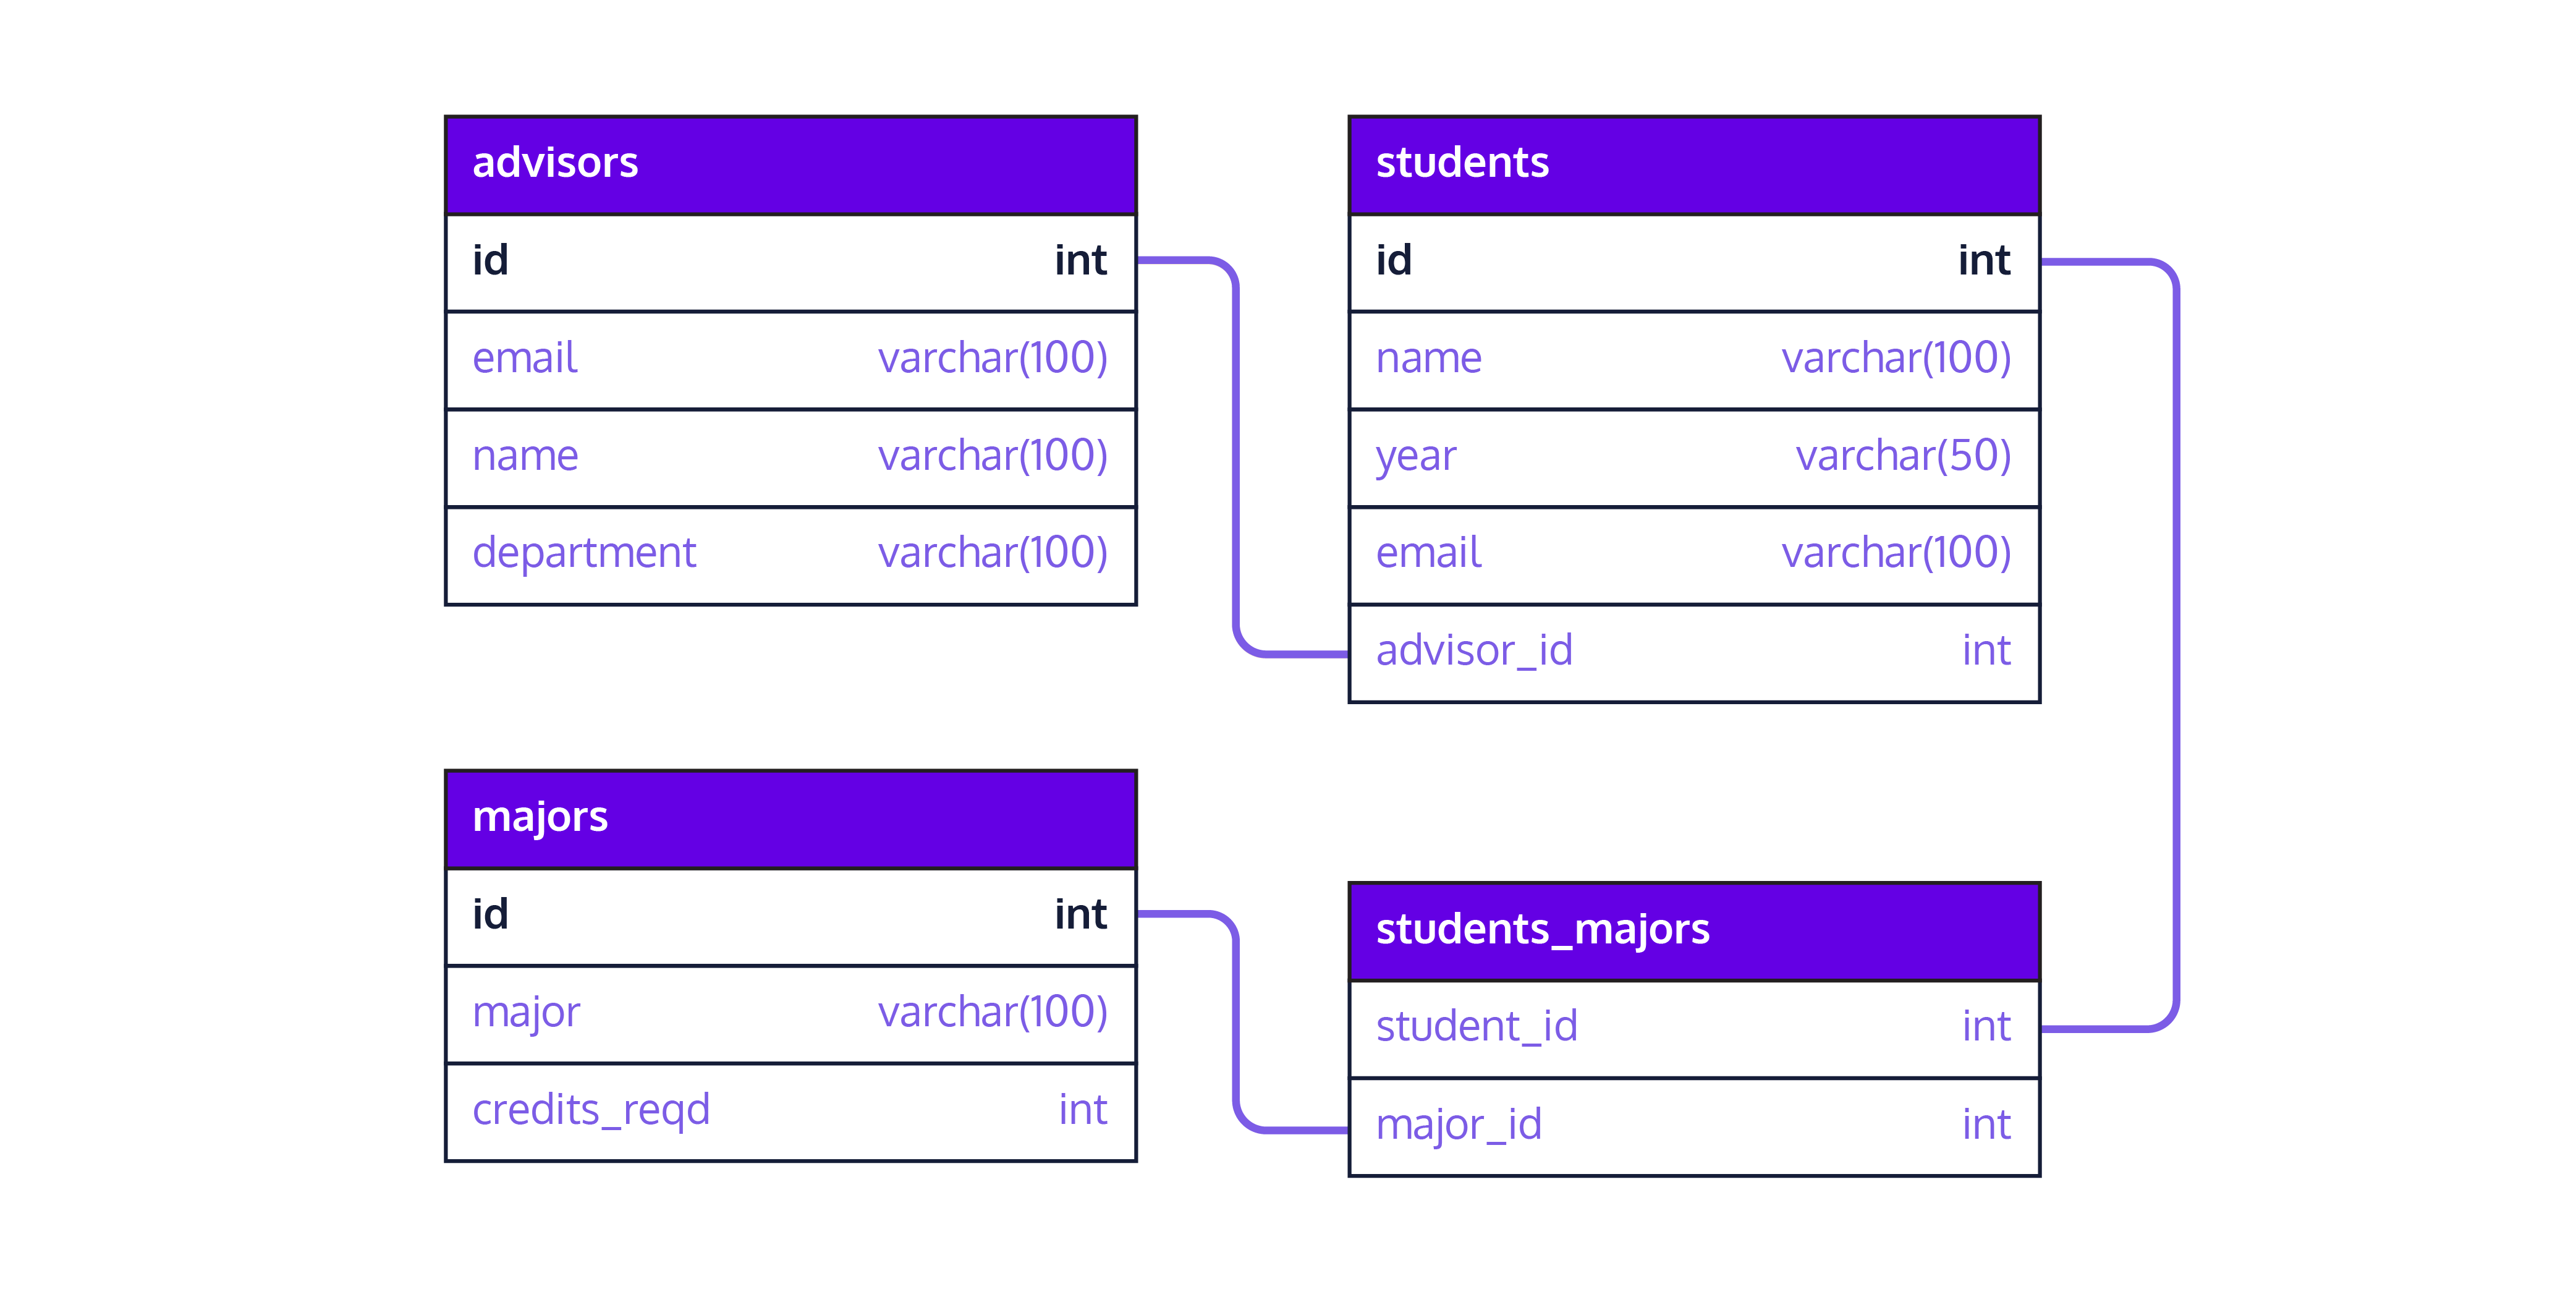 advisors
id int
email varchar(100)
name varchar(100)
department varchar(100)
students
id int
name varchar(100)
year varchar(50)
email varchar(100)
advisor_id int
majors
id int
major varchar(100)
credits_reqd int
students_majors
student_id int
major_id int